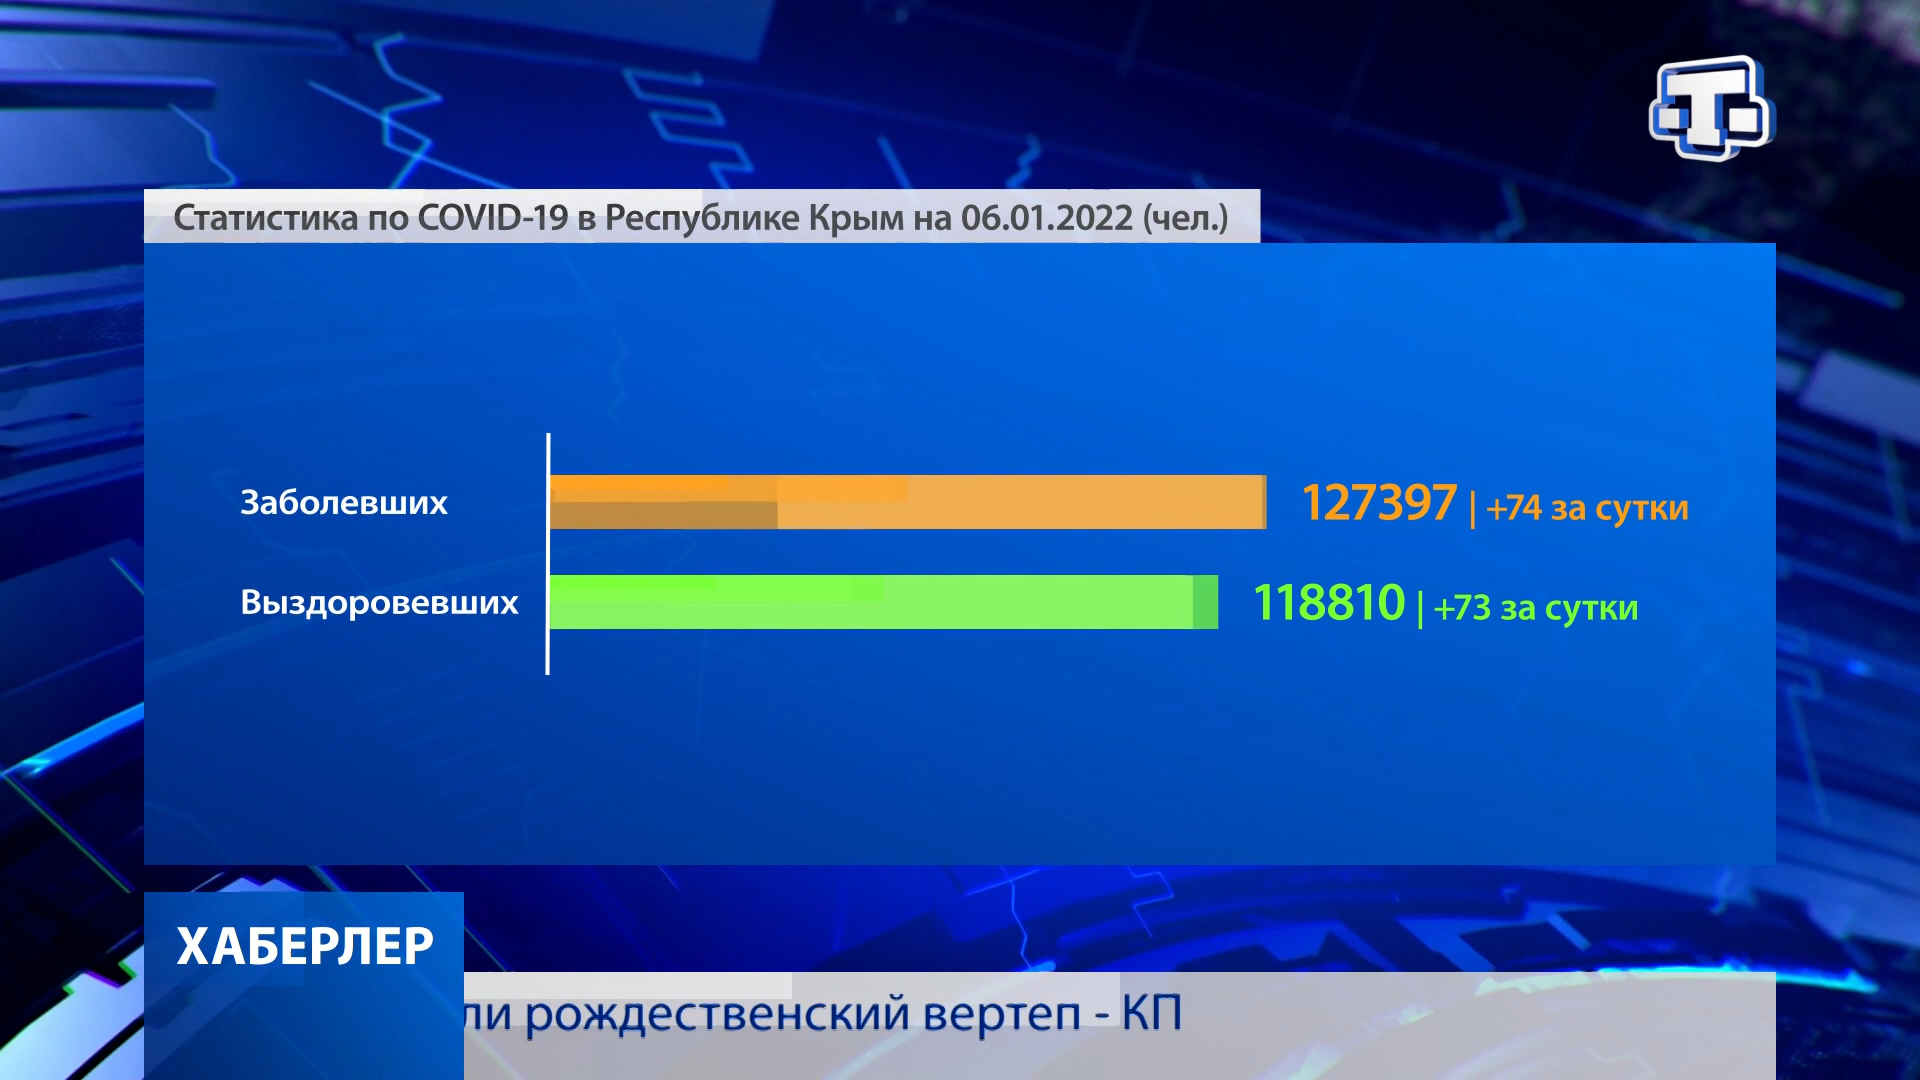 Т
Статистика по COVID-19 в Республике Крым на 06.01.2022 (чел.)
Заболевших 127397 | +74 за сутки
Выздоровевших 118810 | +73 за сутки
ХАБЕРЛЕР
ли рождественский вертеп - КП